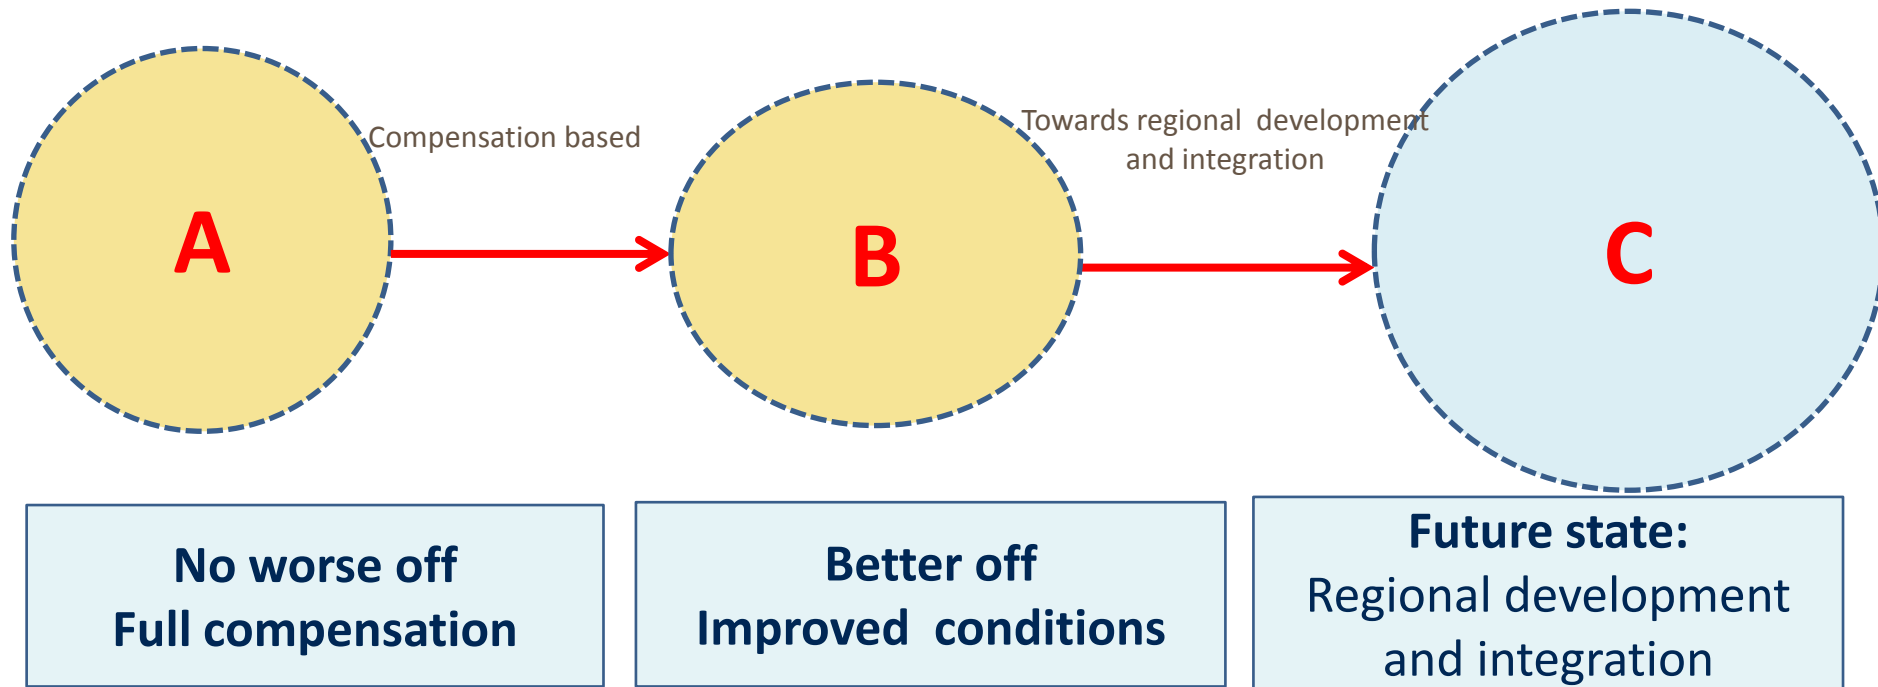 A
Compensation based
B
Towards regional development
and integration
C
No worse off
Full compensation
Better off
Improved conditions
Future state:
Regional development
and integration